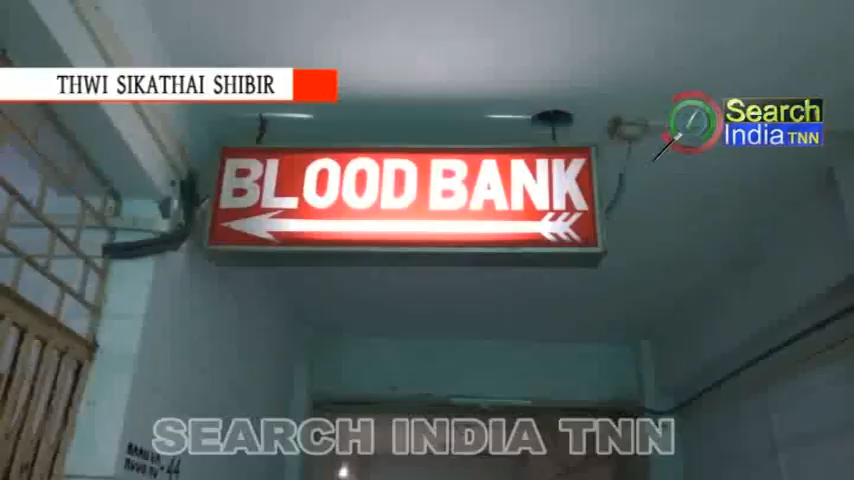 THWI SIKATHAI SHIBIR
Search
India TNN
BLOOD BANK
SEARCH INDIA TNN